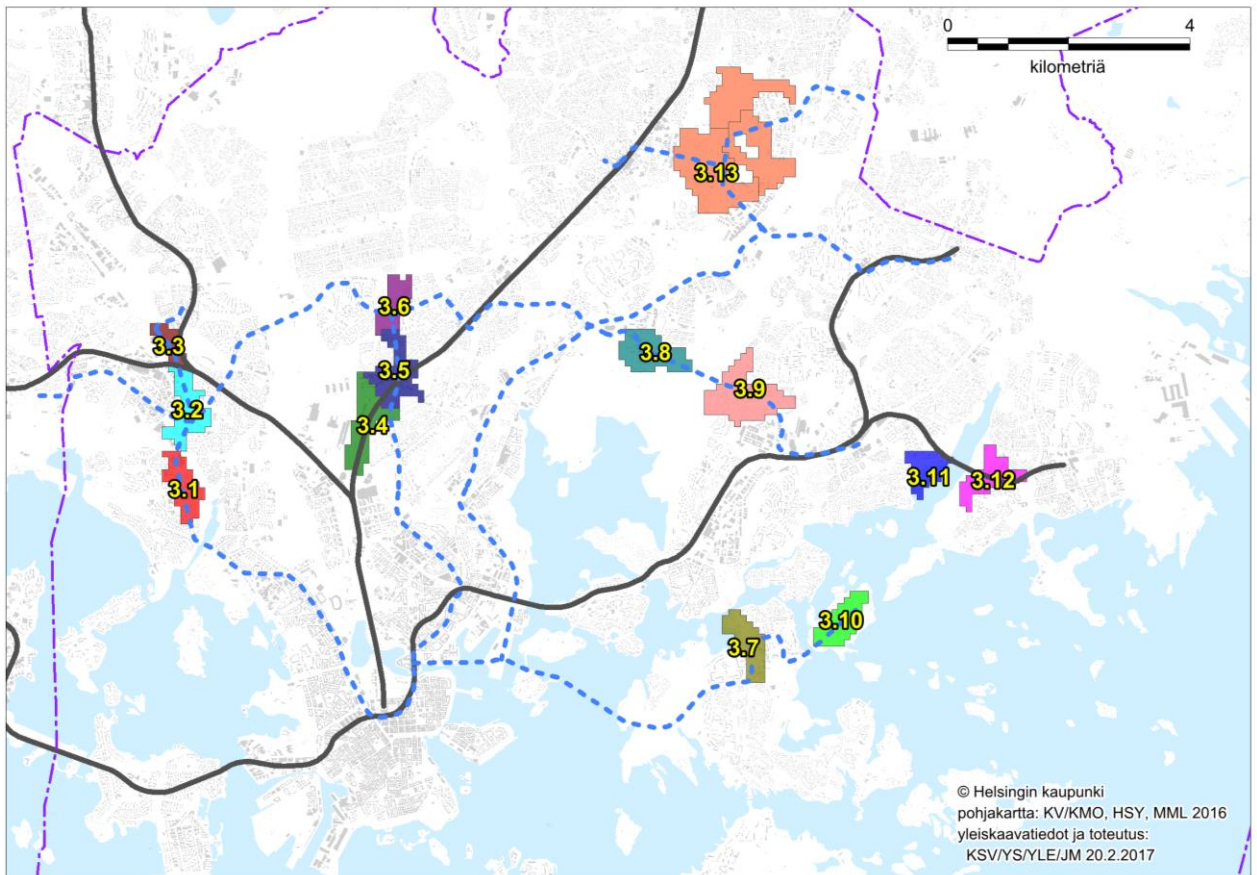 0 4
kilometriä
3.13
3.6
3.3
3.5
3.8
3.9
3.2
3.4
3.1
3.11
3.12
3.10
3.7
© Helsingin kaupunki
pohjakartta: KV/KMO, HSY, MML 2016
yleiskaavatiedot ja toteutus:
KSV/YS/YLE/JM 20.2.2017